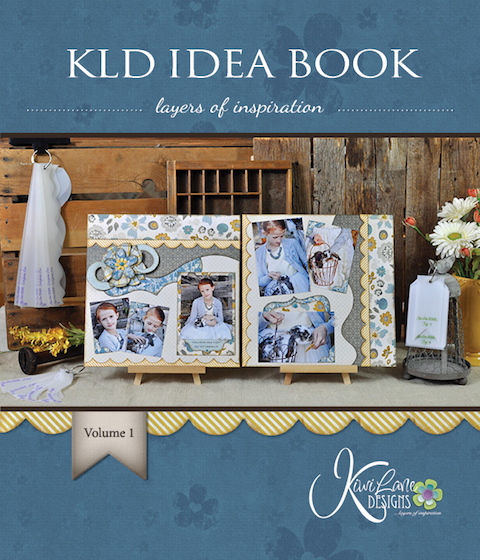 KLD IDEA BOOK
layers of inspiration
Volume 1
Kiwi Lane
DESIGNS
...layers of inspiration